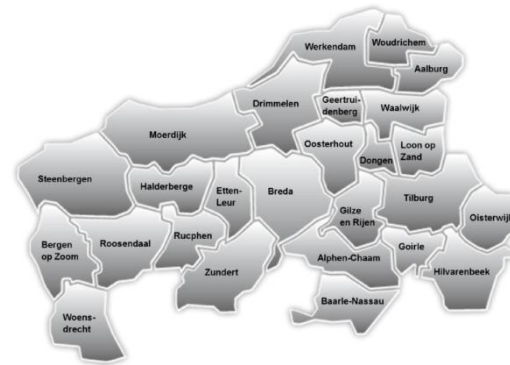 Werkendam
Woudrichem
Aalburg
Drimmelen
Geertrui-
denberg
Waalwijk
Moerdijk
Oosterhout
Dongen
Loon op
Zand
Steenbergen
Halderberge
Etten-
Leur
Breda
Tilburg
Gilze
en Rijen
Oisterwijk
Bergen
op Zoom
Roosendaal
Rucphen
Zundert
Alphen-Chaam
Goirle
Hilvarenbeek
Baarle-Nassau
Woens-
drecht